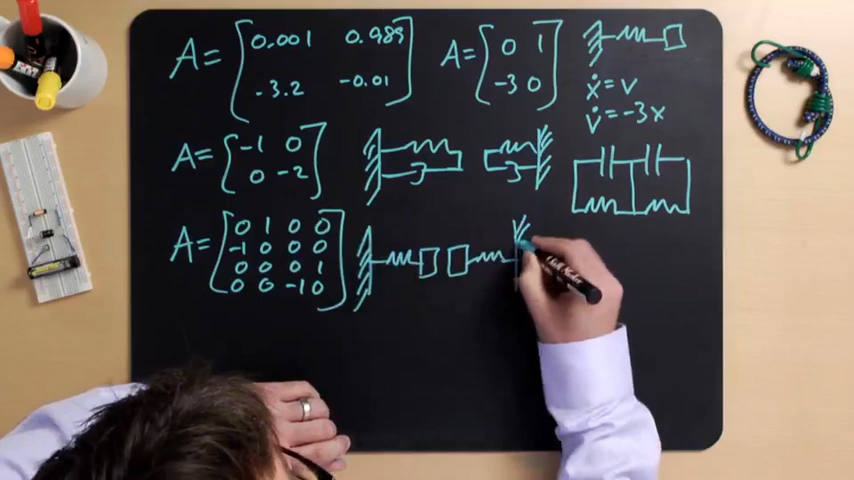 A = [0.001 0.989
-3.2 -0.01]
A = [0 1
-3 0]
ẋ = v
v̇ = -3x
A = [-1 0
0 -2]
A = [0 1 0 0
-1 0 0 0
0 0 0 1
0 0 -1 0]